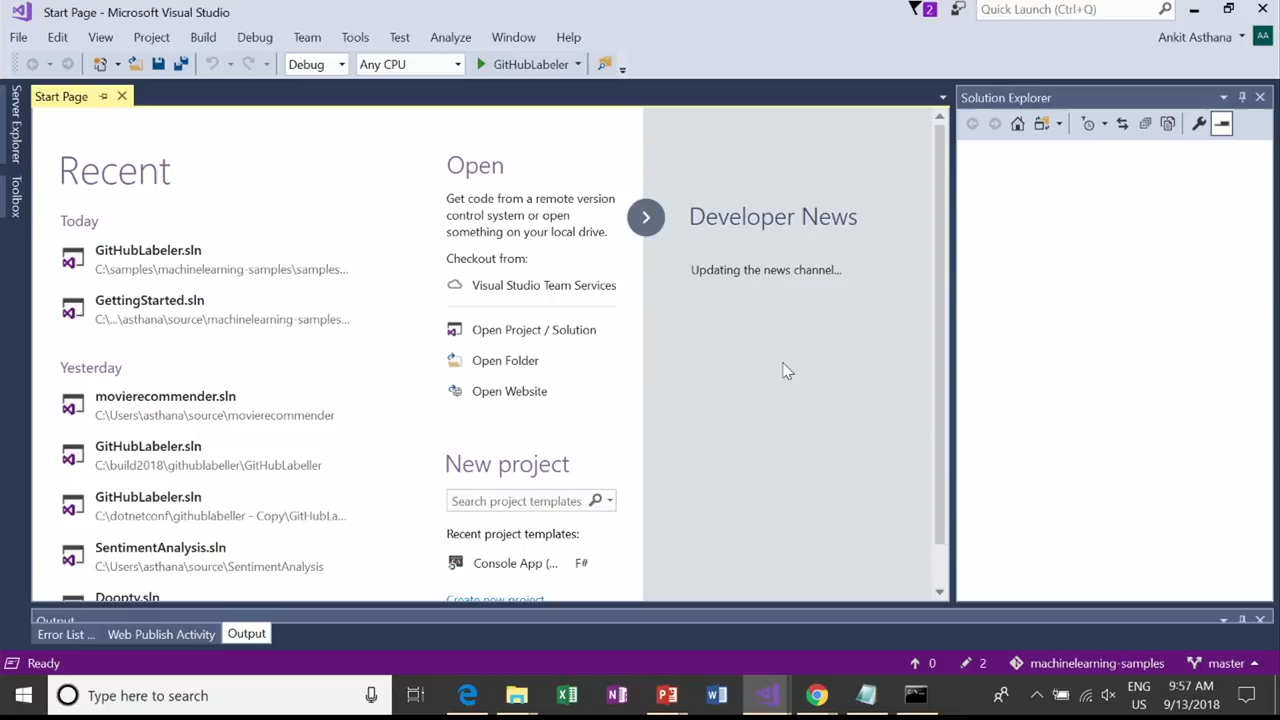 Start Page - Microsoft Visual Studio
2
Quick Launch (Ctrl+Q)
File Edit View Project Build Debug Team Tools Test Analyze Window Help
Ankit Asthana
AA
Debug
Any CPU
GitHubLabeler
Server Explorer
Toolbox
Start Page
Recent
Today
GitHubLabeler.sln
C:\samples\machinelearning-samples\samples...
GettingStarted.sln
C:\...\asthana\source\machinelearning-samples...
Yesterday
movierecommender.sln
C:\Users\asthana\source\movierecommender
GitHubLabeler.sln
C:\build2018\githublabeller\GitHubLabeller
GitHubLabeler.sln
C:\dotnetconf\githublabeller - Copy\GitHubLa...
SentimentAnalysis.sln
C:\Users\asthana\source\SentimentAnalysis
Doopty.sln
Open
Get code from a remote version
control system or open
something on your local drive.
Checkout from:
Visual Studio Team Services
Open Project / Solution
Open Folder
Open Website
New project
Search project templates
Recent project templates:
Console App (... F#
Create new project
Developer News
Updating the news channel...
Solution Explorer
Output
Error List ... Web Publish Activity Output
Ready
0
2
machinelearning-samples
master
Type here to search
ENG
US
9:57 AM
9/13/2018